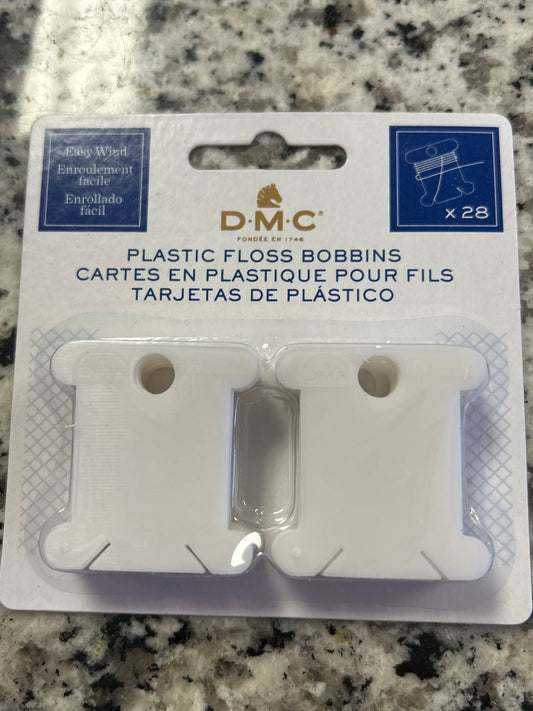 Easy Wind
Enroulement
facile
Enrollado
fácil
x 28
D·M·C®
FONDÉE EN 1746
PLASTIC FLOSS BOBBINS
CARTES EN PLASTIQUE POUR FILS
TARJETAS DE PLÁSTICO